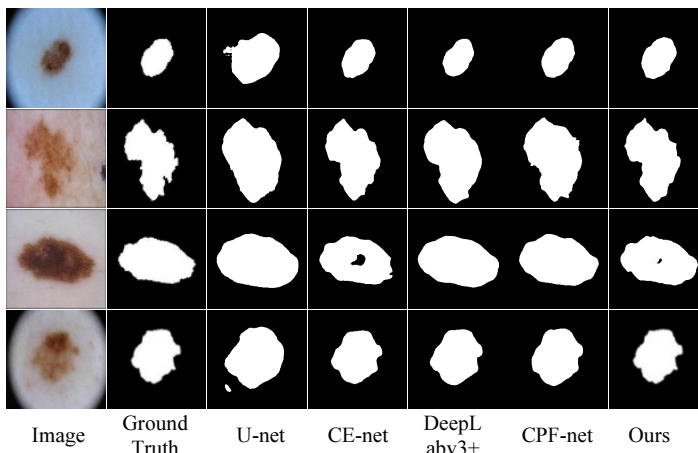 Image
Ground
Truth
U-net
CE-net
DeepL
abv3+
CPF-net
Ours